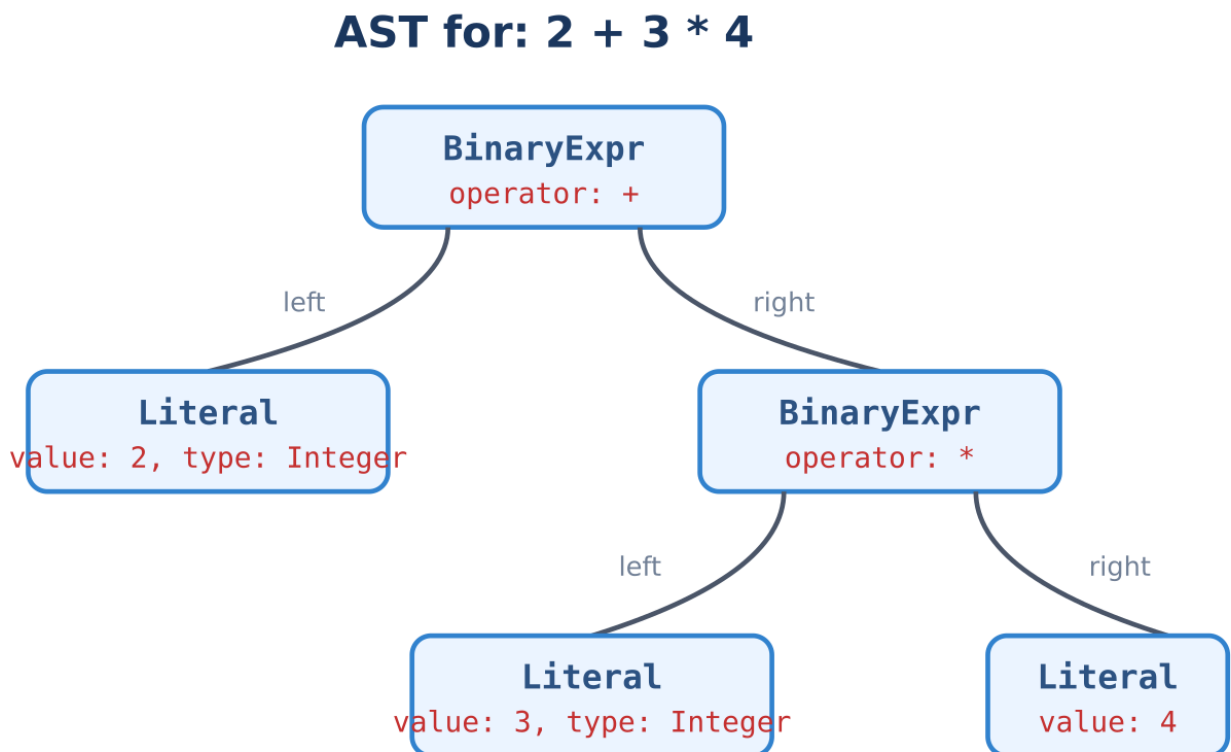 AST for: 2 + 3 * 4
BinaryExpr
operator: +
left
right
Literal
value: 2, type: Integer
BinaryExpr
operator: *
left
right
Literal
value: 3, type: Integer
Literal
value: 4